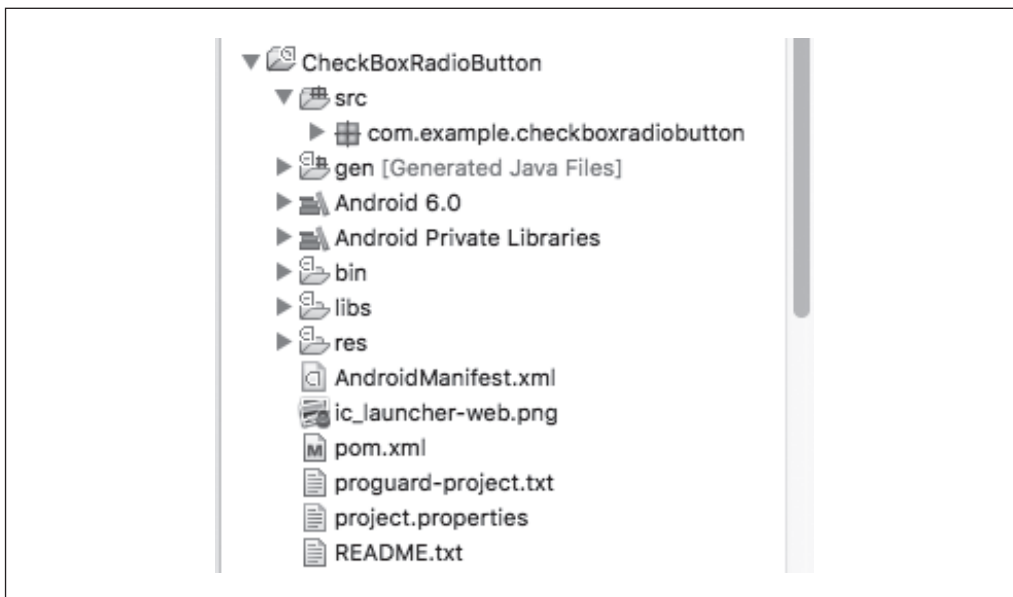 CheckBoxRadioButton
src
com.example.checkboxradiobutton
gen [Generated Java Files]
Android 6.0
Android Private Libraries
bin
libs
res
AndroidManifest.xml
ic_launcher-web.png
pom.xml
proguard-project.txt
project.properties
README.txt